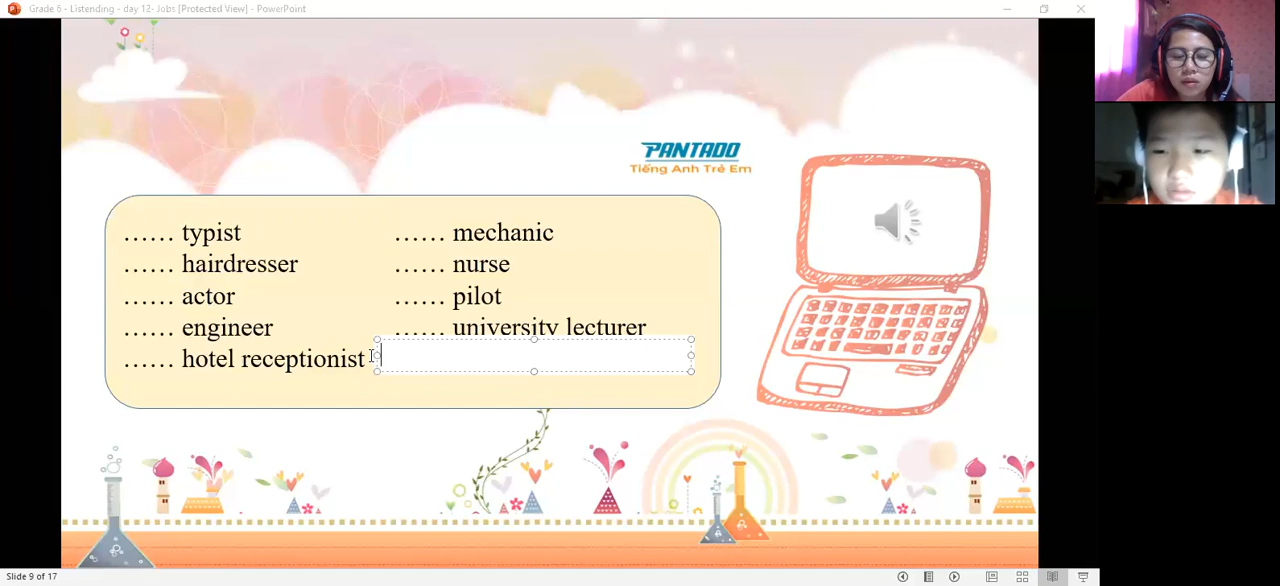 Grade 6 - Listending - day 12- Jobs [Protected View] - PowerPoint
PANTADO
Tiếng Anh Trẻ Em
...... typist
...... hairdresser
...... actor
...... engineer
...... hotel receptionist
...... mechanic
...... nurse
...... pilot
...... university lecturer
Slide 9 of 17